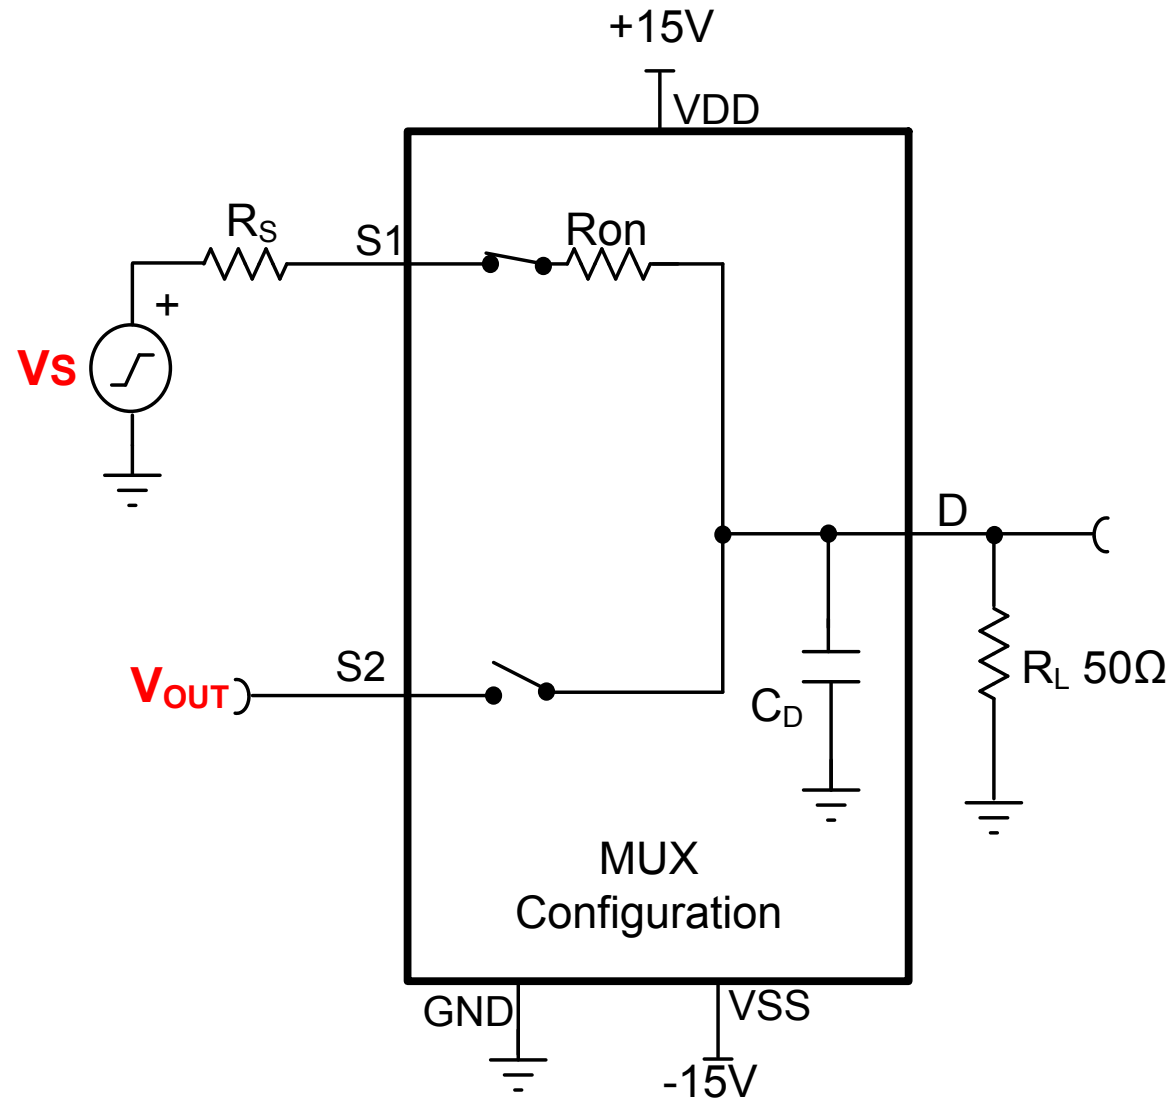 +15V
VDD
RS
S1
Ron
+
VS
D
S2
VOUT
RL 50Ω
CD
MUX
Configuration
GND
VSS
-15V